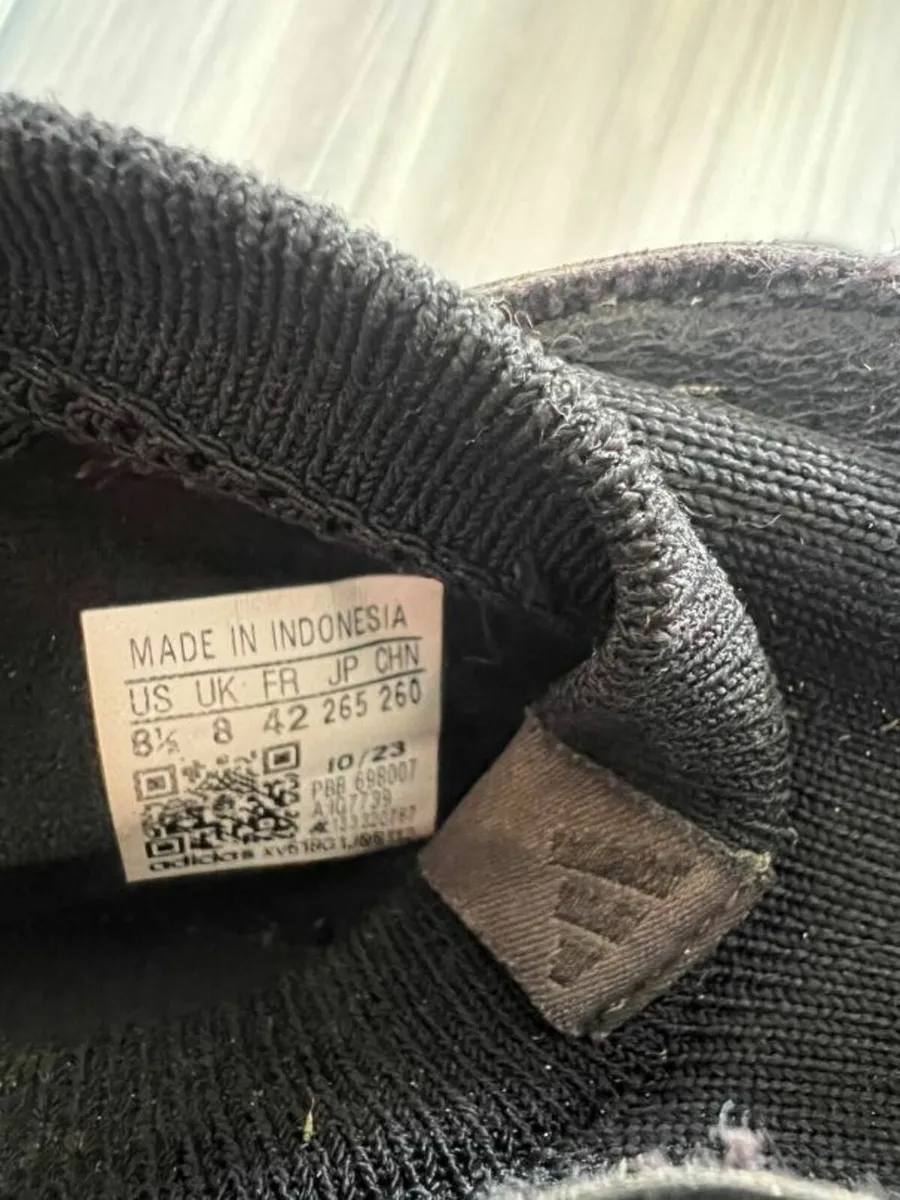 MADE IN INDONESIA
US UK FR JP CHN
8½ 8 42 265 260
10/23
PBB 698007
adidas